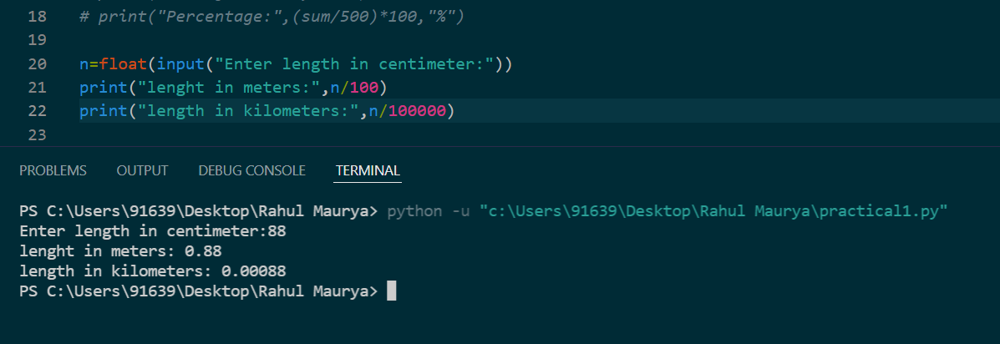 18 # print("Percentage:",(sum/500)*100,"%")
19
20 n=float(input("Enter length in centimeter:"))
21 print("lenght in meters:",n/100)
22 print("length in kilometers:",n/100000)
23
PROBLEMS OUTPUT DEBUG CONSOLE TERMINAL
PS C:\Users\91639\Desktop\Rahul Maurya> python -u "c:\Users\91639\Desktop\Rahul Maurya\practical1.py"
Enter length in centimeter:88
lenght in meters: 0.88
length in kilometers: 0.00088
PS C:\Users\91639\Desktop\Rahul Maurya>